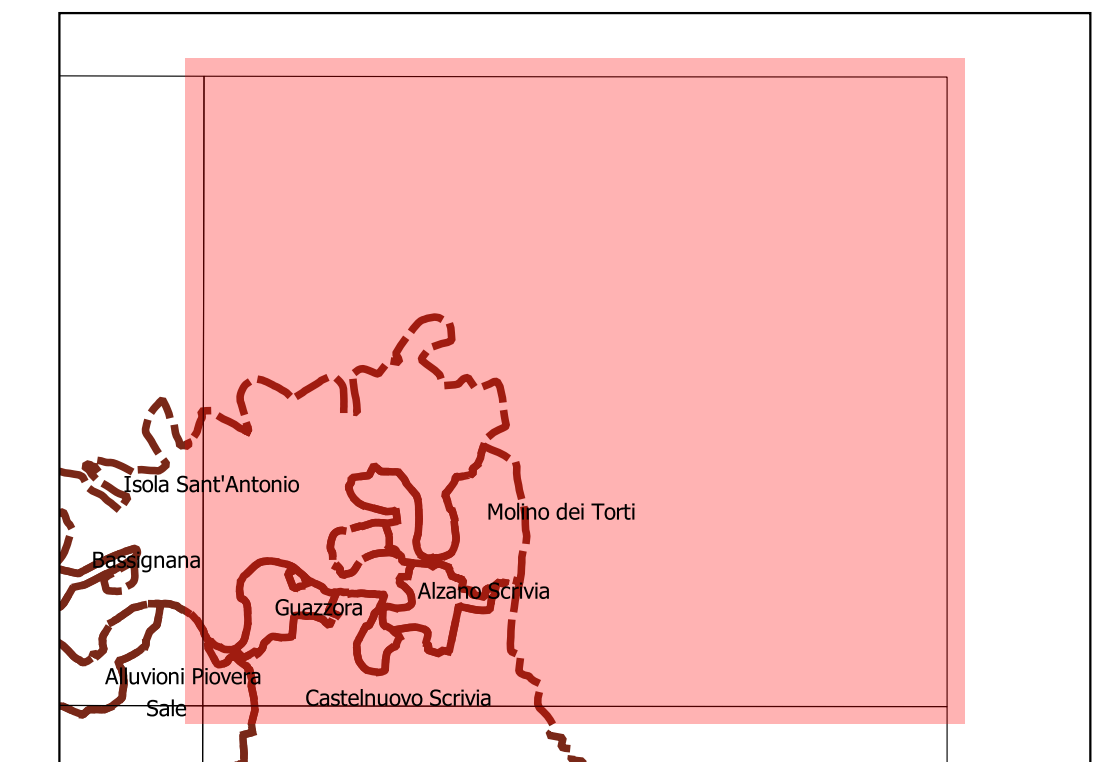 Isola Sant'Antonio
Molino dei Torti
Bassignana
Alzano Scrivia
Guazzora
Alluvioni Piovera
Castelnuovo Scrivia
Sale